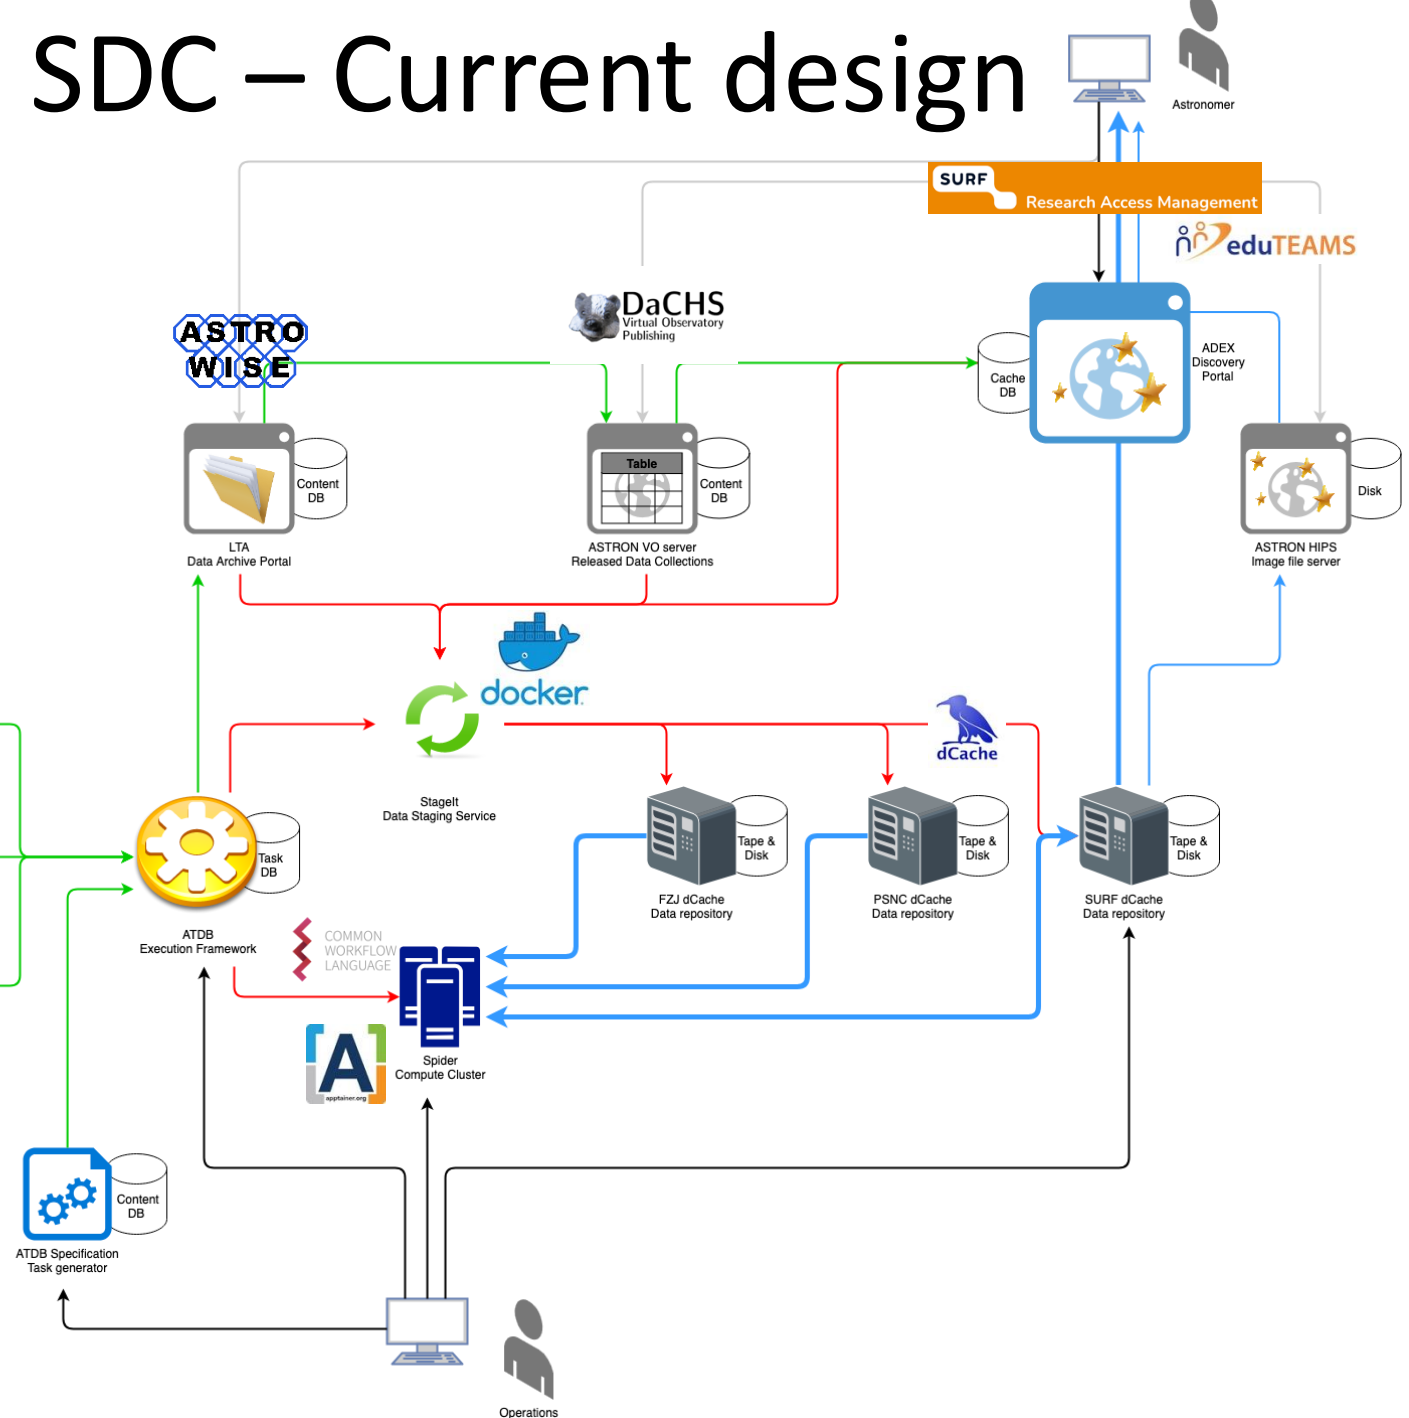 SDC – Current design
Astronomer
SURF
Research Access Management
eduTEAMS
DaCHS
Virtual Observatory
Publishing
ASTRO
WISE
ADEX
Discovery
Portal
Cache
DB
Table
Content
DB
Content
DB
Disk
LTA
Data Archive Portal
ASTRON VO server
Released Data Collections
ASTRON HIPS
Image file server
docker
dCache
StageIt
Data Staging Service
Task
DB
Tape &
Disk
Tape &
Disk
Tape &
Disk
FZJ dCache
Data repository
PSNC dCache
Data repository
SURF dCache
Data repository
ATDB
Execution Framework
COMMON
WORKFLOW
LANGUAGE
A
apptainer.org
Spider
Compute Cluster
Content
DB
ATDB Specification
Task generator
Operations